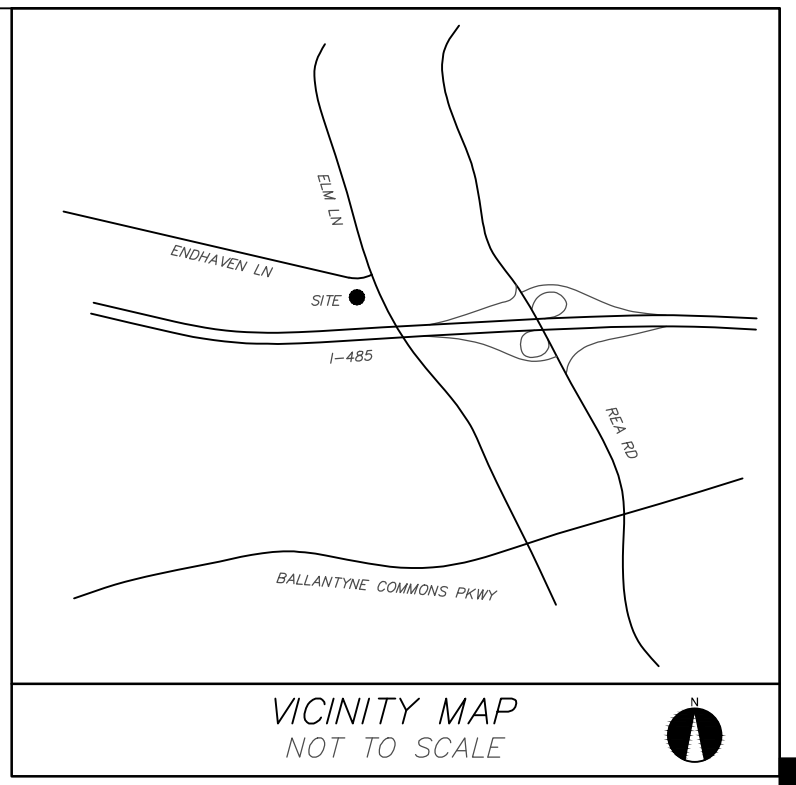 ELM LN
ENDHAVEN LN
SITE
I-485
REA RD
BALLANTYNE COMMONS PKWY
VICINITY MAP
NOT TO SCALE
N